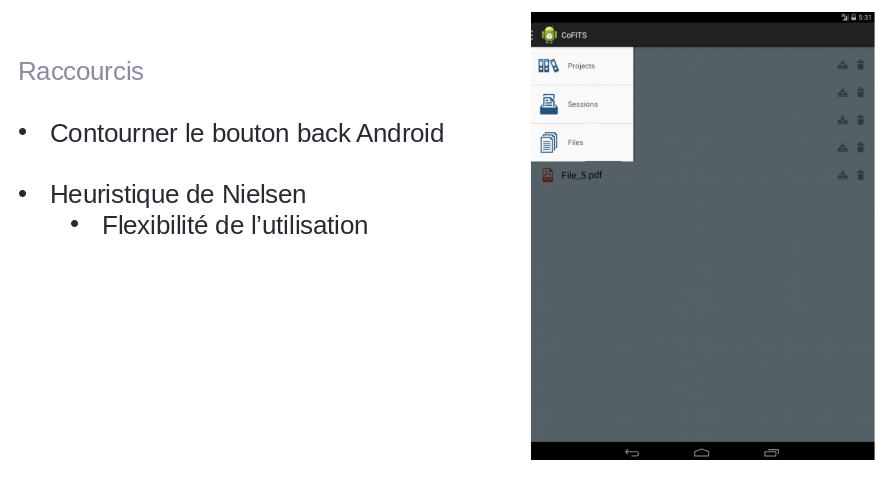 Raccourcis
• Contourner le bouton back Android
• Heuristique de Nielsen
• Flexibilité de l’utilisation
5:31
CoFITS
Projects
Sessions
Files
File_5.pdf